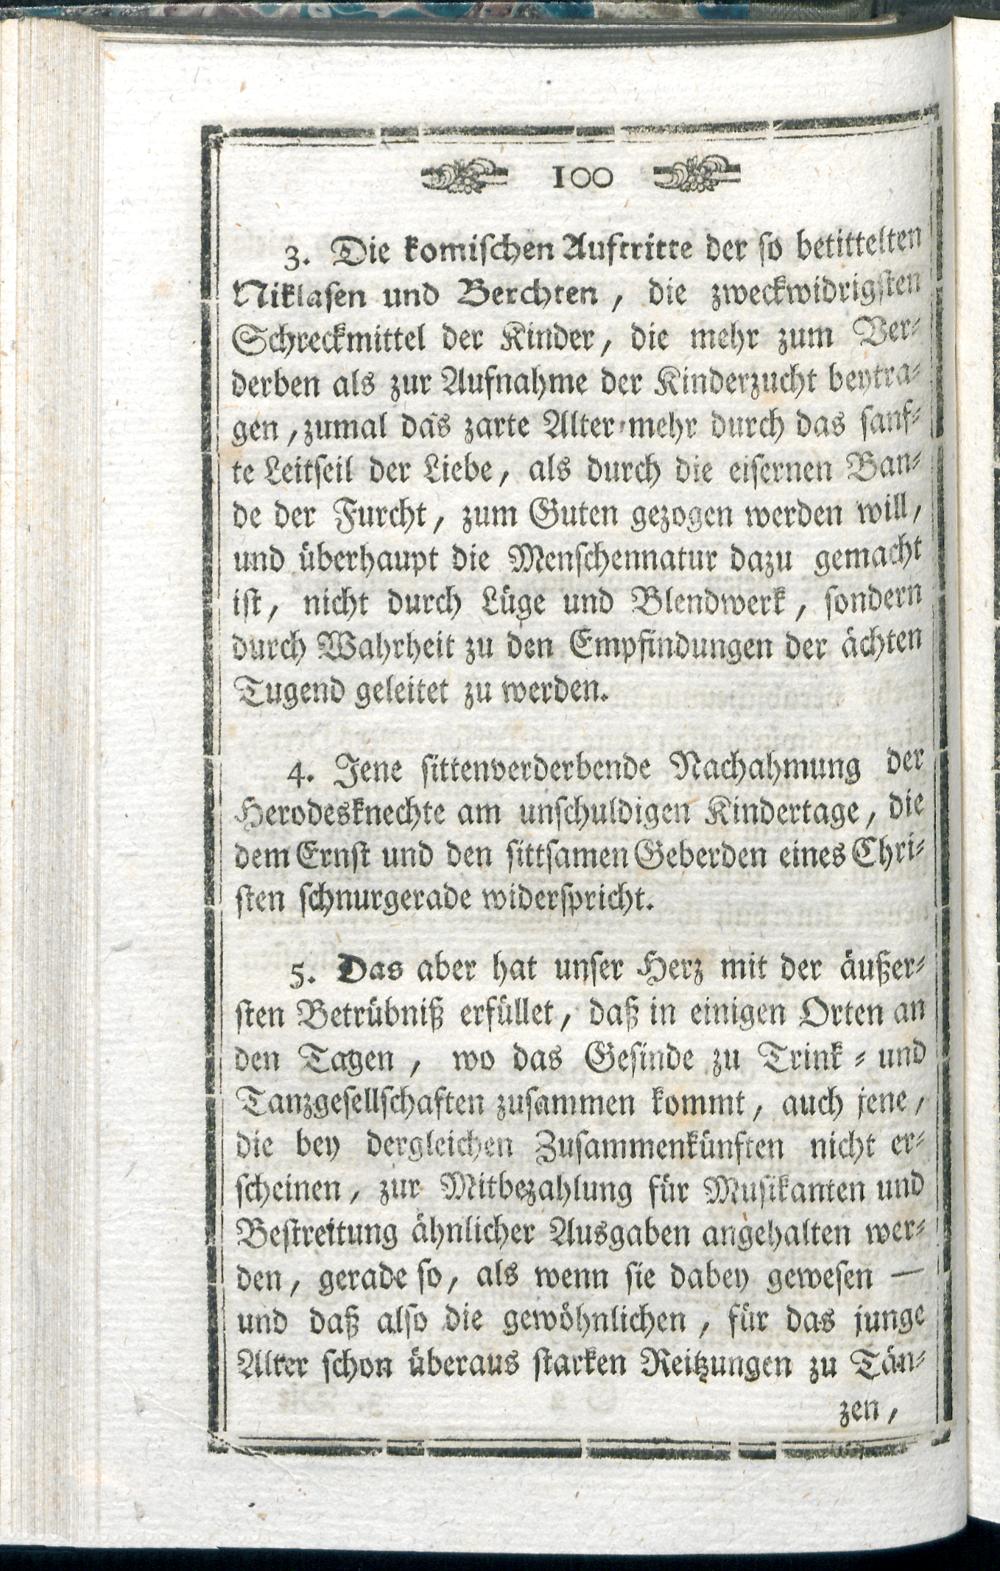 100
3. Die komischen Auftritte der so betittelten
Niklasen und Berchten, die zweckwidrigsten
Schreckmittel der Kinder, die mehr zum Ver-
derben als zur Aufnahme der Kinderzucht beytra-
gen, zumal das zarte Alter mehr durch das sanf-
te Leitseil der Liebe, als durch die eisernen Ban-
de der Furcht, zum Guten gezogen werden will,
und überhaupt die Menschennatur dazu gemacht
ist, nicht durch Lüge und Blendwerk, sondern
durch Wahrheit zu den Empfindungen der ächten
Tugend geleitet zu werden.
4. Jene sittenverderbende Nachahmung der
Herodesknechte am unschuldigen Kindertage, die
dem Ernst und den sittsamen Geberden eines Chri-
sten schnurgerade widerspricht.
5. Das aber hat unser Herz mit der äußer-
sten Betrübniß erfüllet, daß in einigen Orten an
den Tagen, wo das Gesinde zu Trink- und
Tanzgesellschaften zusammen kommt, auch jene,
die bey dergleichen Zusammenkünften nicht er-
scheinen, zur Mitbezahlung für Musikanten und
Bestreitung ähnlicher Ausgaben angehalten wer-
den, gerade so, als wenn sie dabey gewesen —
und daß also die gewöhnlichen, für das junge
Alter schon überaus starken Reitzungen zu Tän-
zen,